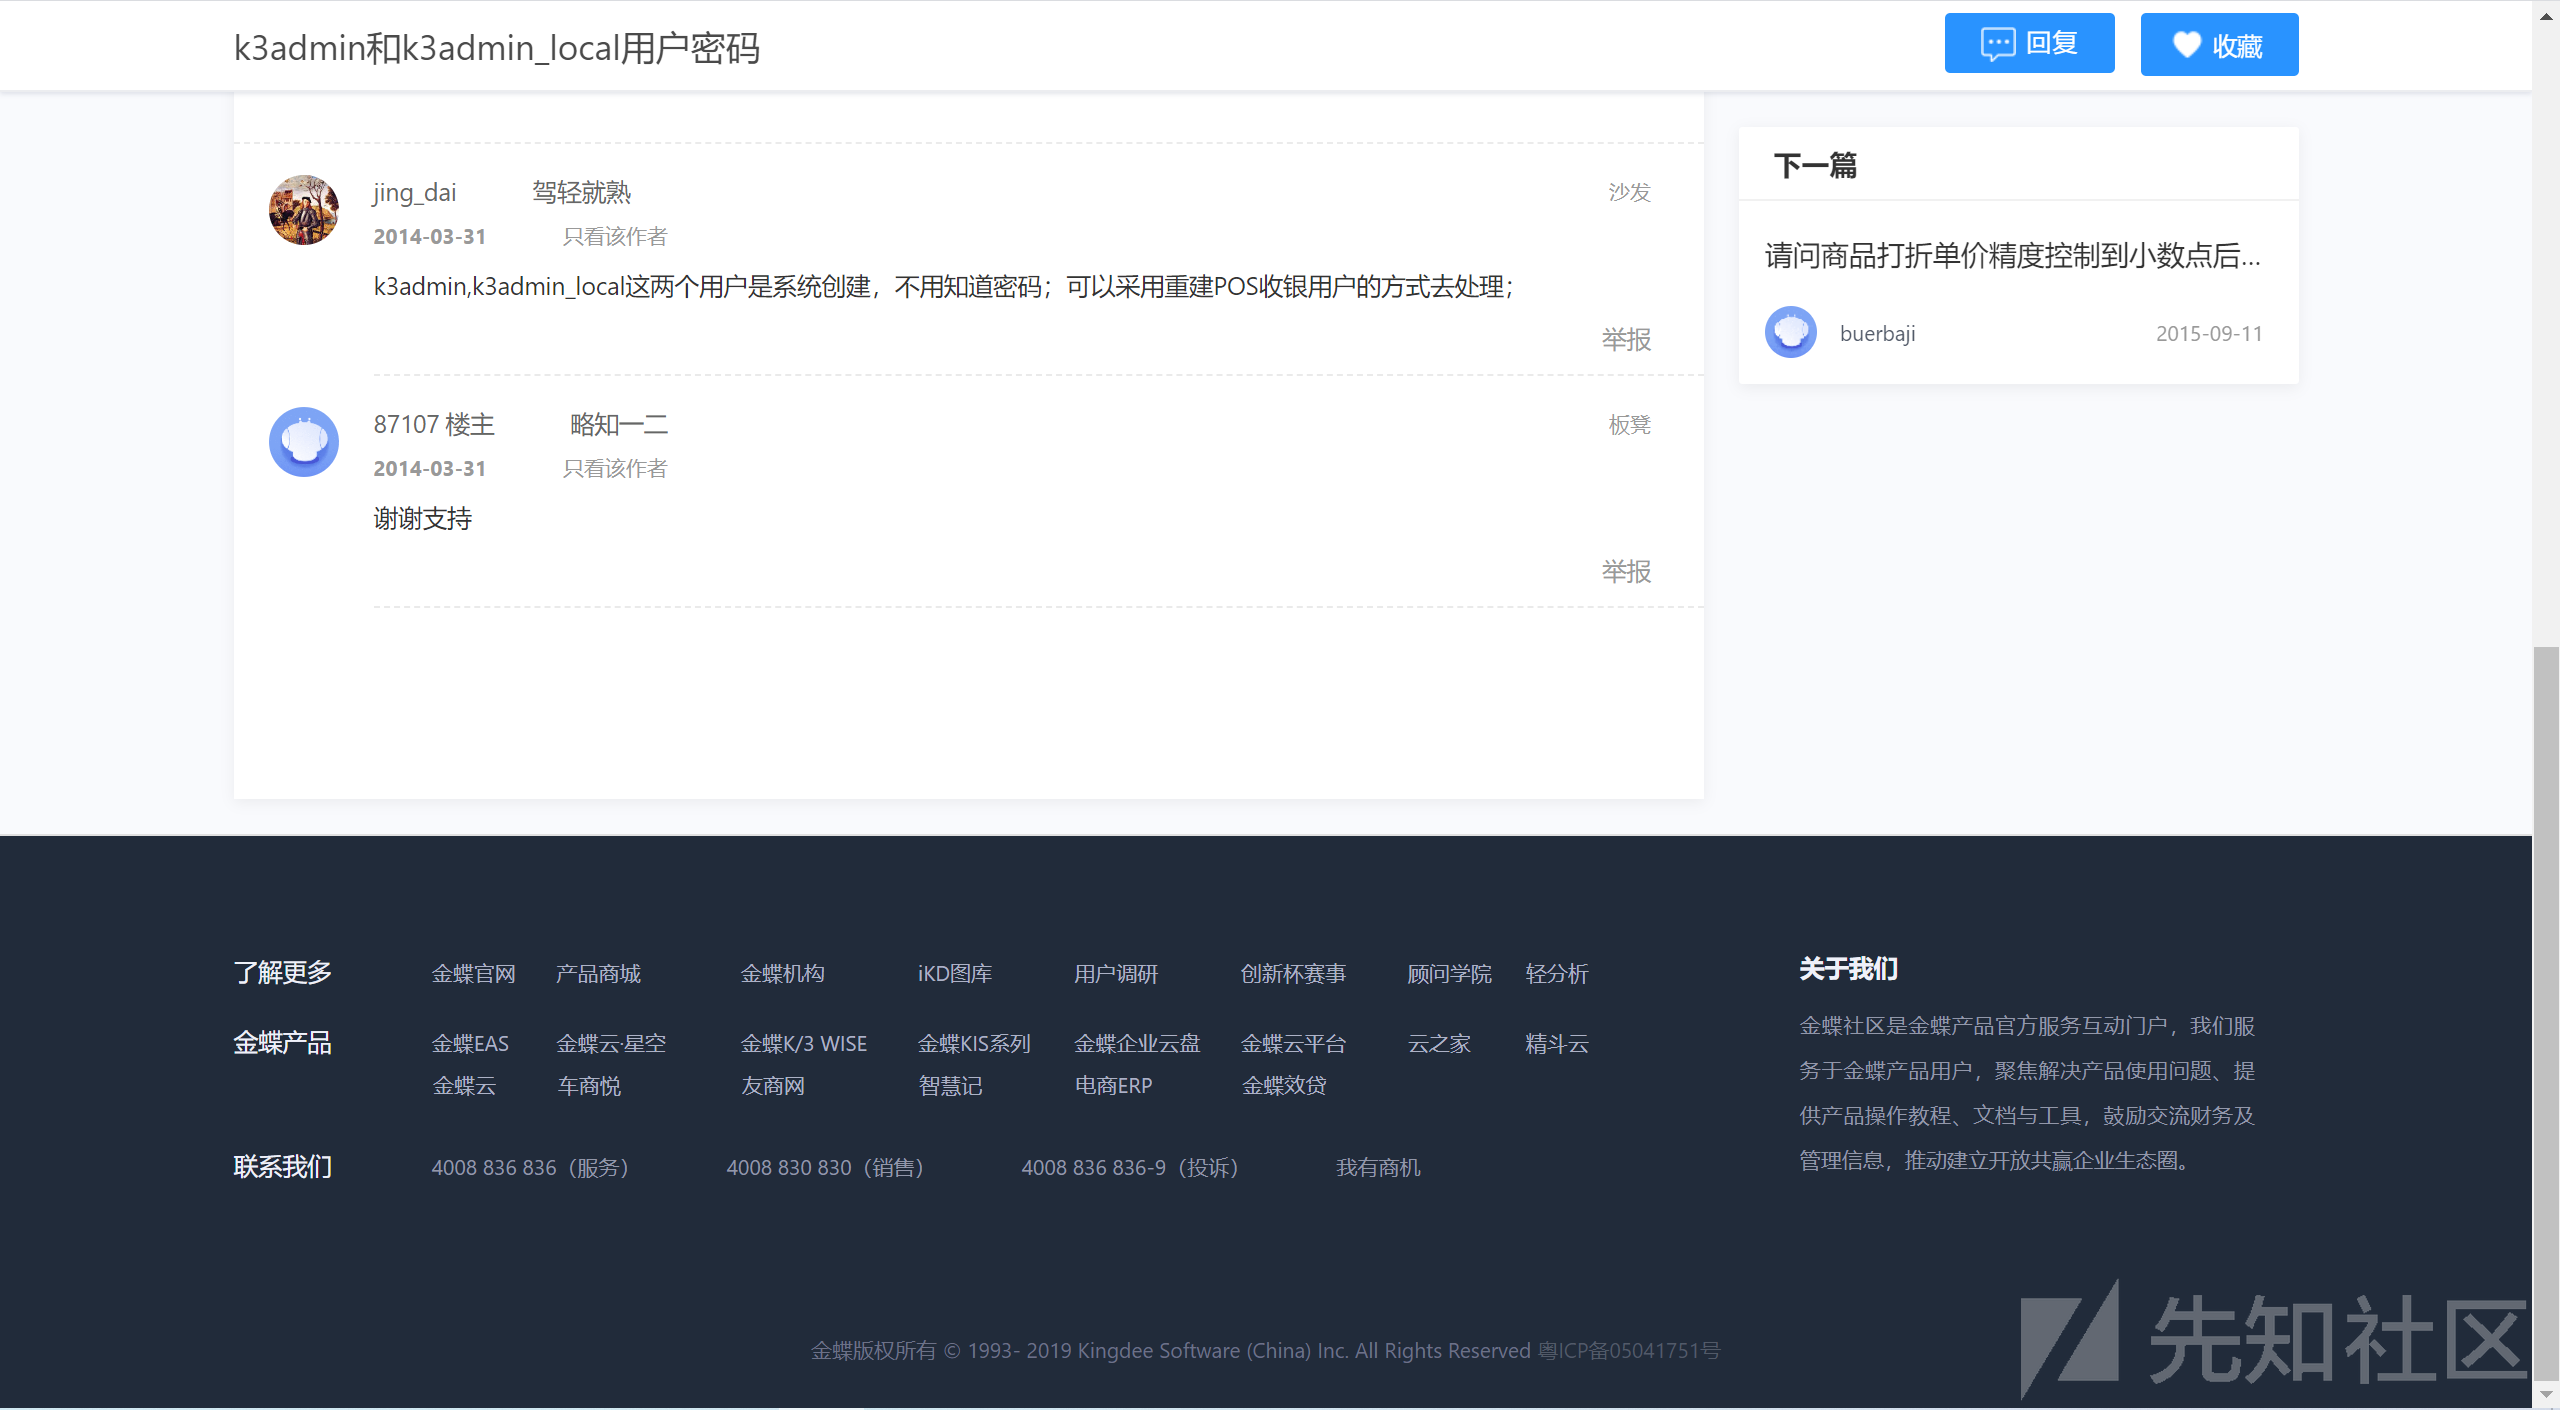 k3admin和k3admin_local用户密码
回复
收藏
jing_dai 驾轻就熟 沙发
2014-03-31 只看该作者
k3admin,k3admin_local这两个用户是系统创建，不用知道密码；可以采用重建POS收银用户的方式去处理；
举报
87107 楼主 略知一二 板凳
2014-03-31 只看该作者
谢谢支持
举报
下一篇
请问商品打折单价精度控制到小数点后...
buerbaji 2015-09-11
了解更多 金蝶官网 产品商城 金蝶机构 iKD图库 用户调研 创新杯赛事 顾问学院 轻分析
金蝶产品 金蝶EAS 金蝶云·星空 金蝶K/3 WISE 金蝶KIS系列 金蝶企业云盘 金蝶云平台 云之家 精斗云
金蝶云 车商悦 友商网 智慧记 电商ERP 金蝶效贷
联系我们 4008 836 836（服务） 4008 830 830（销售） 4008 836 836-9（投诉） 我有商机
关于我们
金蝶社区是金蝶产品官方服务互动门户，我们服
务于金蝶产品用户，聚焦解决产品使用问题、提
供产品操作教程、文档与工具，鼓励交流财务及
管理信息，推动建立开放共赢企业生态圈。
金蝶版权所有 © 1993- 2019 Kingdee Software (China) Inc. All Rights Reserved 粤ICP备05041751号
先知社区